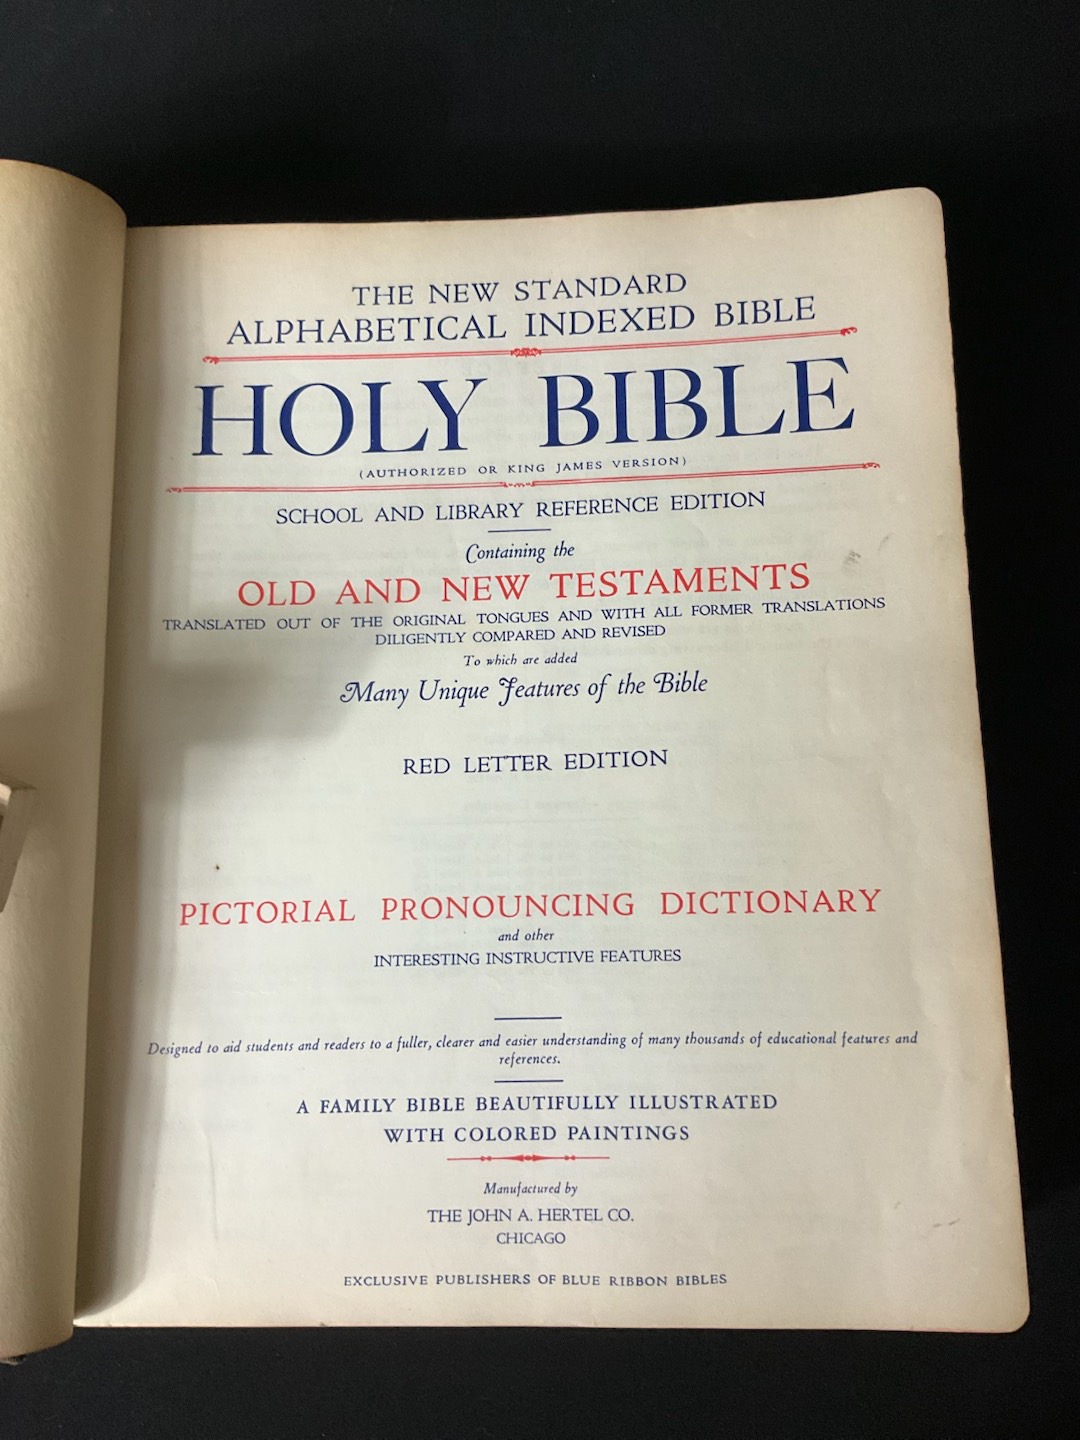 THE NEW STANDARD
ALPHABETICAL INDEXED BIBLE
HOLY BIBLE
(AUTHORIZED OR KING JAMES VERSION)
SCHOOL AND LIBRARY REFERENCE EDITION
Containing the
OLD AND NEW TESTAMENTS
TRANSLATED OUT OF THE ORIGINAL TONGUES AND WITH ALL FORMER TRANSLATIONS
DILIGENTLY COMPARED AND REVISED
To which are added
Many Unique Features of the Bible
RED LETTER EDITION
PICTORIAL PRONOUNCING DICTIONARY
and other
INTERESTING INSTRUCTIVE FEATURES
Designed to aid students and readers to a fuller, clearer and easier understanding of many thousands of educational features and
references.
A FAMILY BIBLE BEAUTIFULLY ILLUSTRATED
WITH COLORED PAINTINGS
Manufactured by
THE JOHN A. HERTEL CO.
CHICAGO
EXCLUSIVE PUBLISHERS OF BLUE RIBBON BIBLES